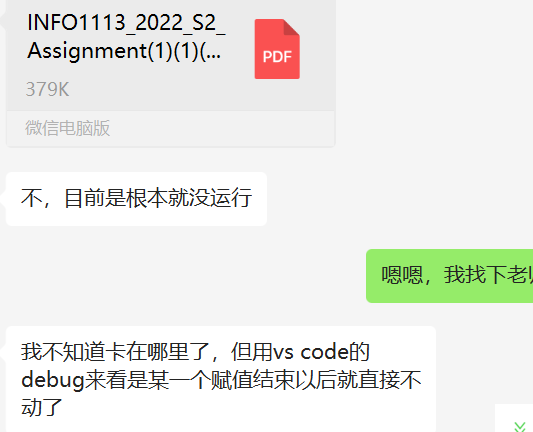 INFO1113_2022_S2_
Assignment(1)(1)(...
PDF
379K
微信电脑版
不，目前是根本就没运行
嗯嗯，我找下老
我不知道卡在哪里了，但用vs code的
debug来看是某一个赋值结束以后就直接不
动了